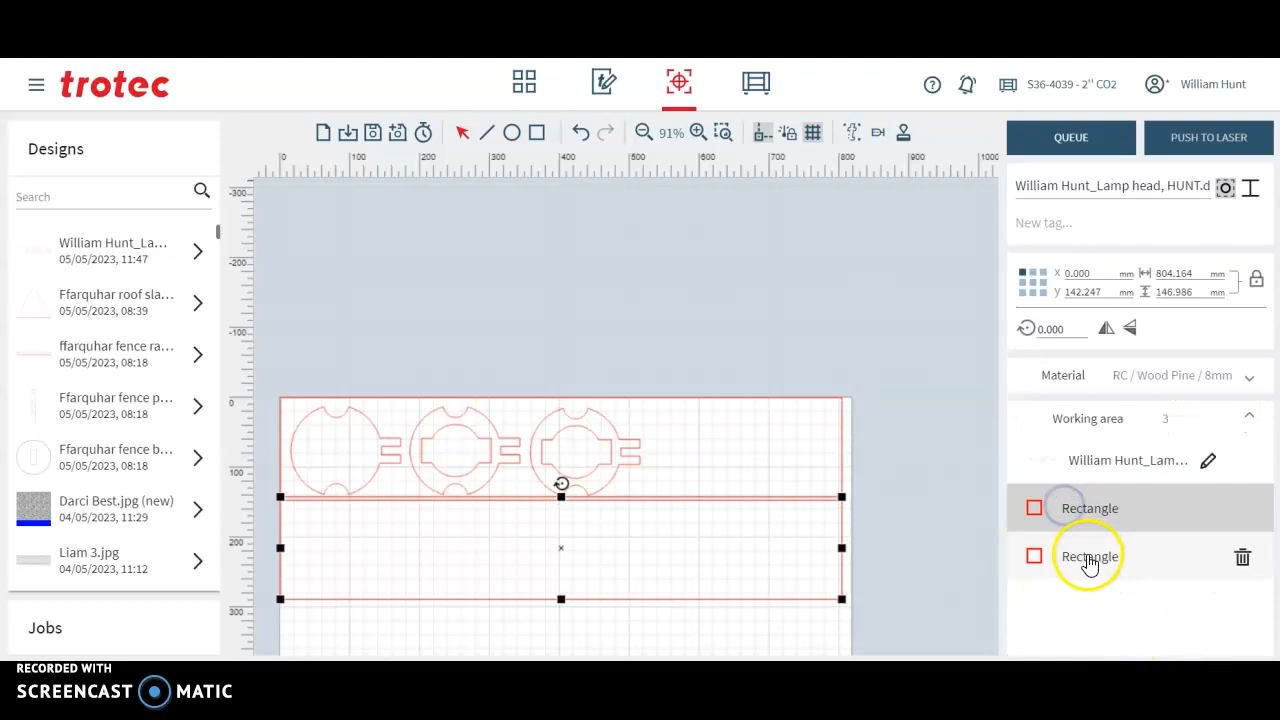 trotec
S36-4039 - 2'' CO2
William Hunt
Designs
Search
William Hunt_La...
05/05/2023, 11:47
Ffarquhar roof sla...
05/05/2023, 08:39
ffarquhar fence ra...
05/05/2023, 08:18
Ffarquhar fence p...
05/05/2023, 08:18
Ffarquhar fence b...
05/05/2023, 08:18
Darci Best.jpg (new)
04/05/2023, 11:29
Liam 3.jpg
04/05/2023, 11:12
Jobs
91%
0 100 200 300 400 500 600 700 800 900 1000
-300
-200
-100
0
100
200
300
QUEUE PUSH TO LASER
William Hunt_Lamp head, HUNT.d
New tag...
x 0.000 mm 804.164 mm
y 142.247 mm 146.986 mm
0.000
Material RC / Wood Pine / 8mm
Working area 3
William Hunt_Lam...
Rectangle
Rectangle
RECORDED WITH
SCREENCAST MATIC